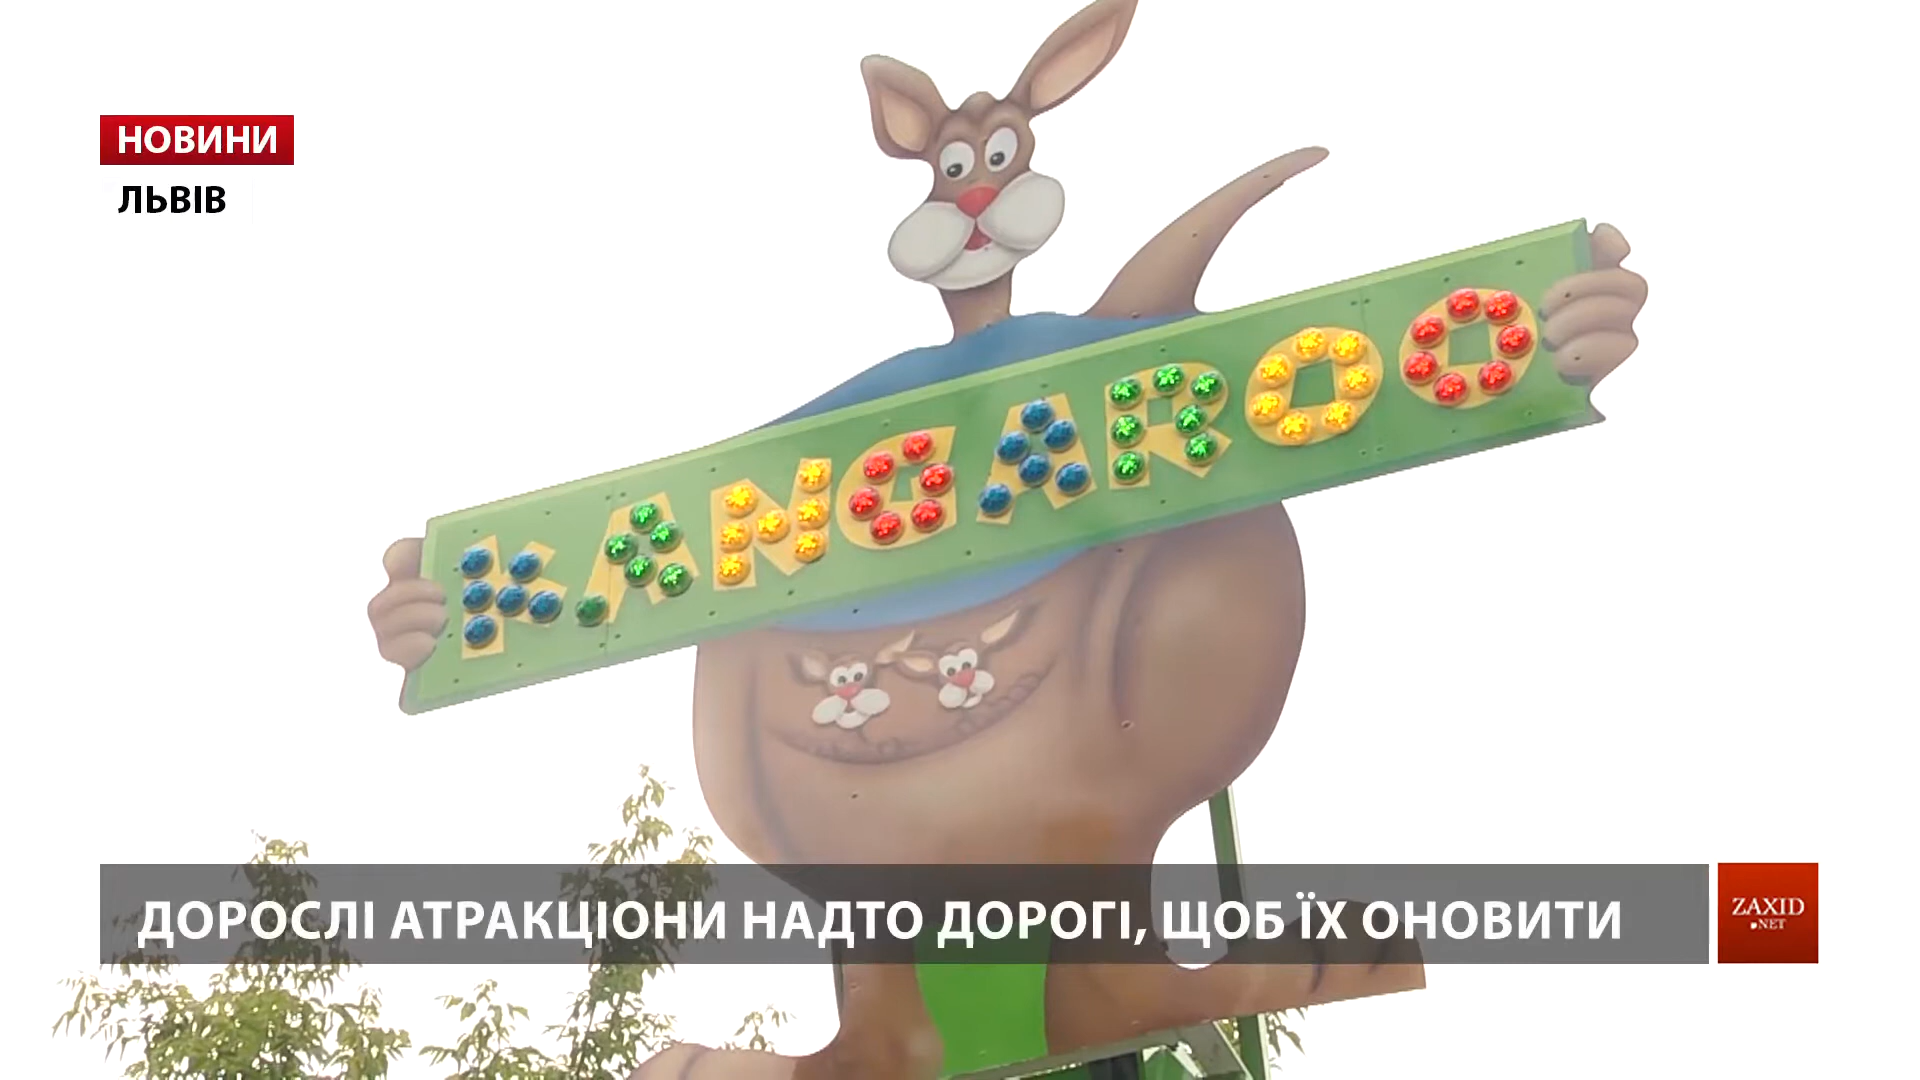 НОВИНИ
ЛЬВІВ
KANGAROO
ДОРОСЛІ АТРАКЦІОНИ НАДТО ДОРОГІ, ЩОБ ЇХ ОНОВИТИ
ZAXID
.NET